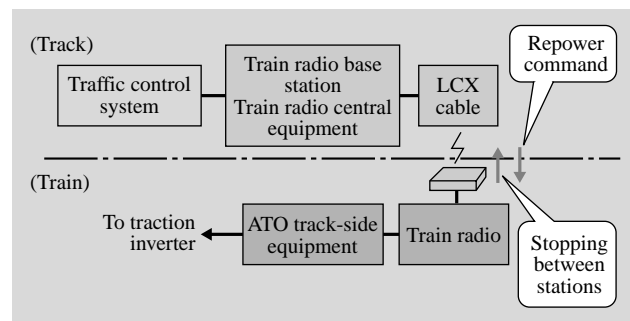 (Track)
Traffic control
system
Train radio base
station
Train radio central
equipment
LCX
cable
Repower
command
(Train)
To traction
inverter
ATO track-side
equipment
Train radio
Stopping
between
stations